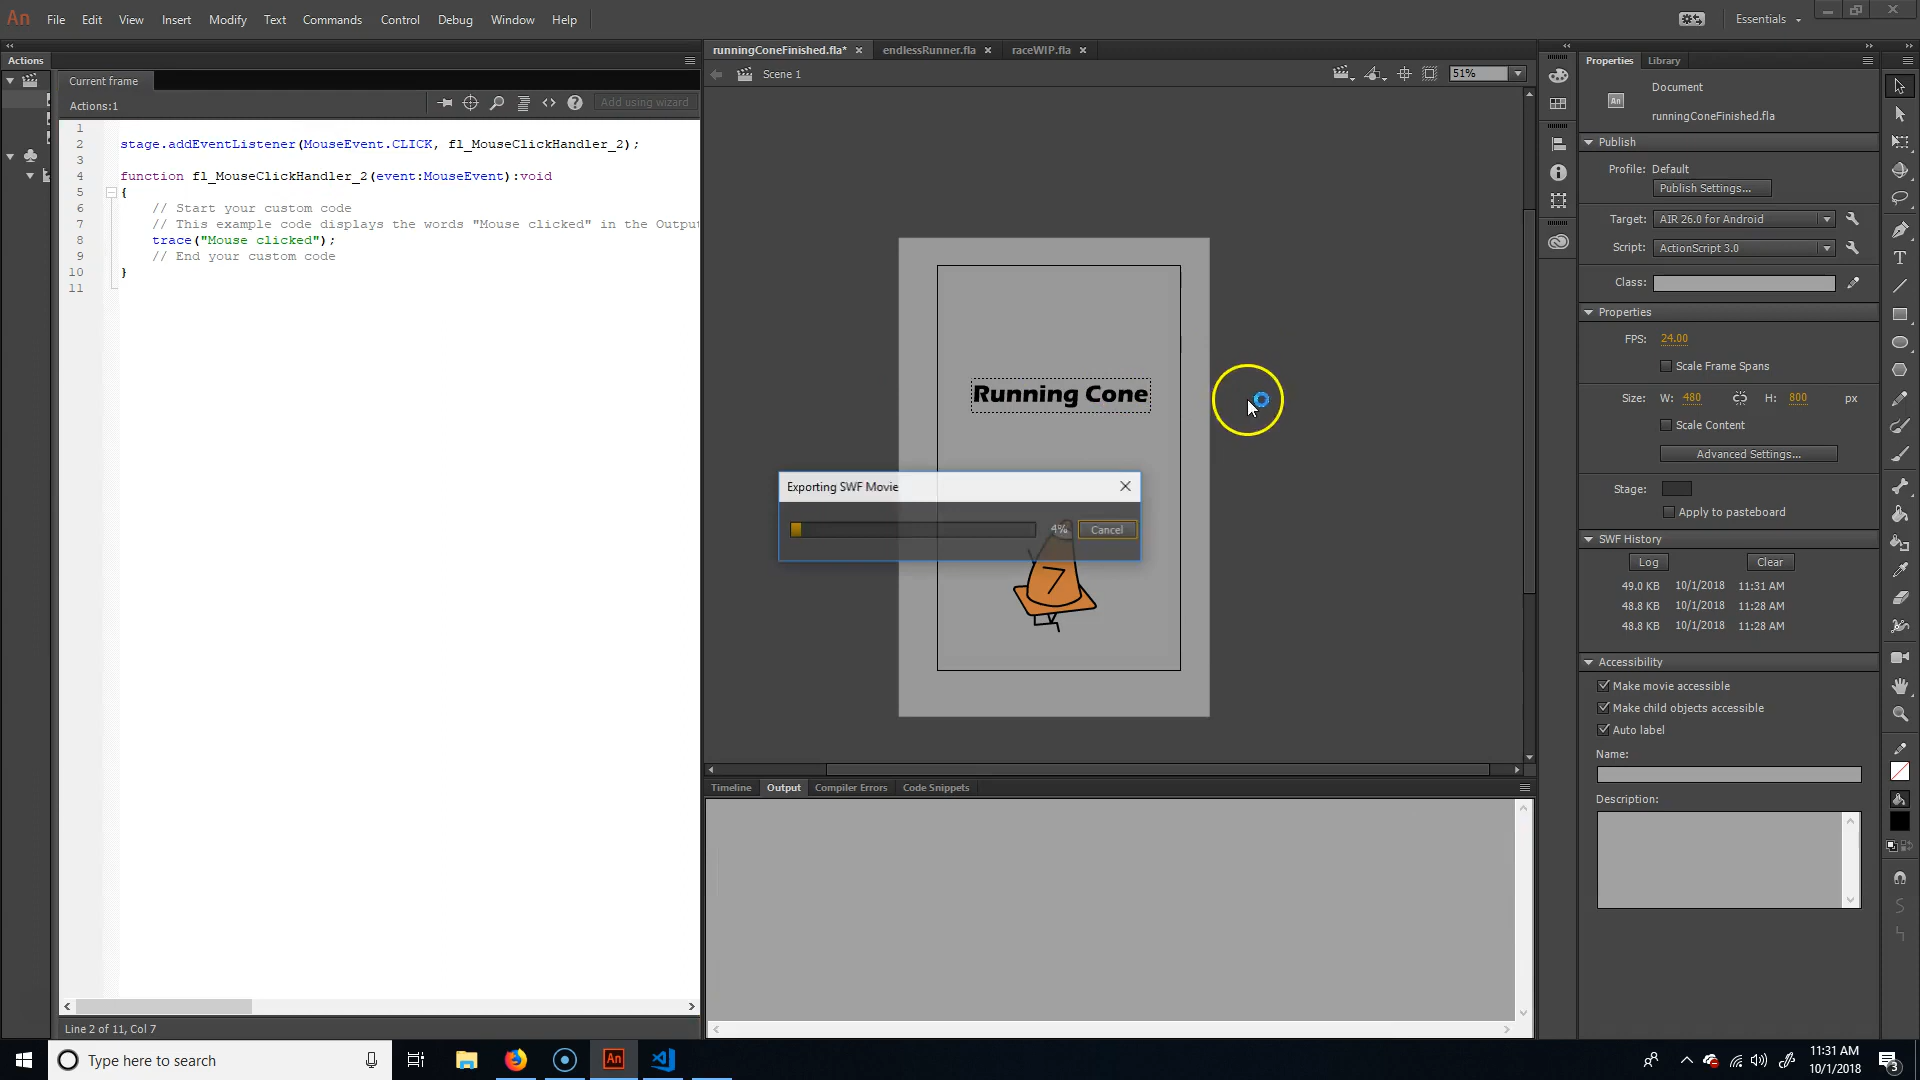 An File Edit View Insert Modify Text Commands Control Debug Window Help Essentials
Actions
Current frame
Actions:1
Add using wizard
1
2 stage.addEventListener(MouseEvent.CLICK, fl_MouseClickHandler_2);
3
4 function fl_MouseClickHandler_2(event:MouseEvent):void
5 {
6 // Start your custom code
7 // This example code displays the words "Mouse clicked" in the Outpu
8 trace("Mouse clicked");
9 // End your custom code
10 }
11
Line 2 of 11, Col 7
runningConeFinished.fla* endlessRunner.fla raceWIP.fla
Scene 1
51%
Running Cone
7
Exporting SWF Movie
4% Cancel
Timeline Output Compiler Errors Code Snippets
Properties Library
Document
An
runningConeFinished.fla
Publish
Profile: Default
Publish Settings...
Target: AIR 26.0 for Android
Script: ActionScript 3.0
Class:
Properties
FPS: 24.00
Scale Frame Spans
Size: W: 480 H: 800 px
Scale Content
Advanced Settings...
Stage:
Apply to pasteboard
SWF History
Log Clear
49.0 KB 10/1/2018 11:31 AM
48.8 KB 10/1/2018 11:28 AM
48.8 KB 10/1/2018 11:28 AM
Accessibility
Make movie accessible
Make child objects accessible
Auto label
Name:
Description:
Type here to search
An
11:31 AM
10/1/2018
3